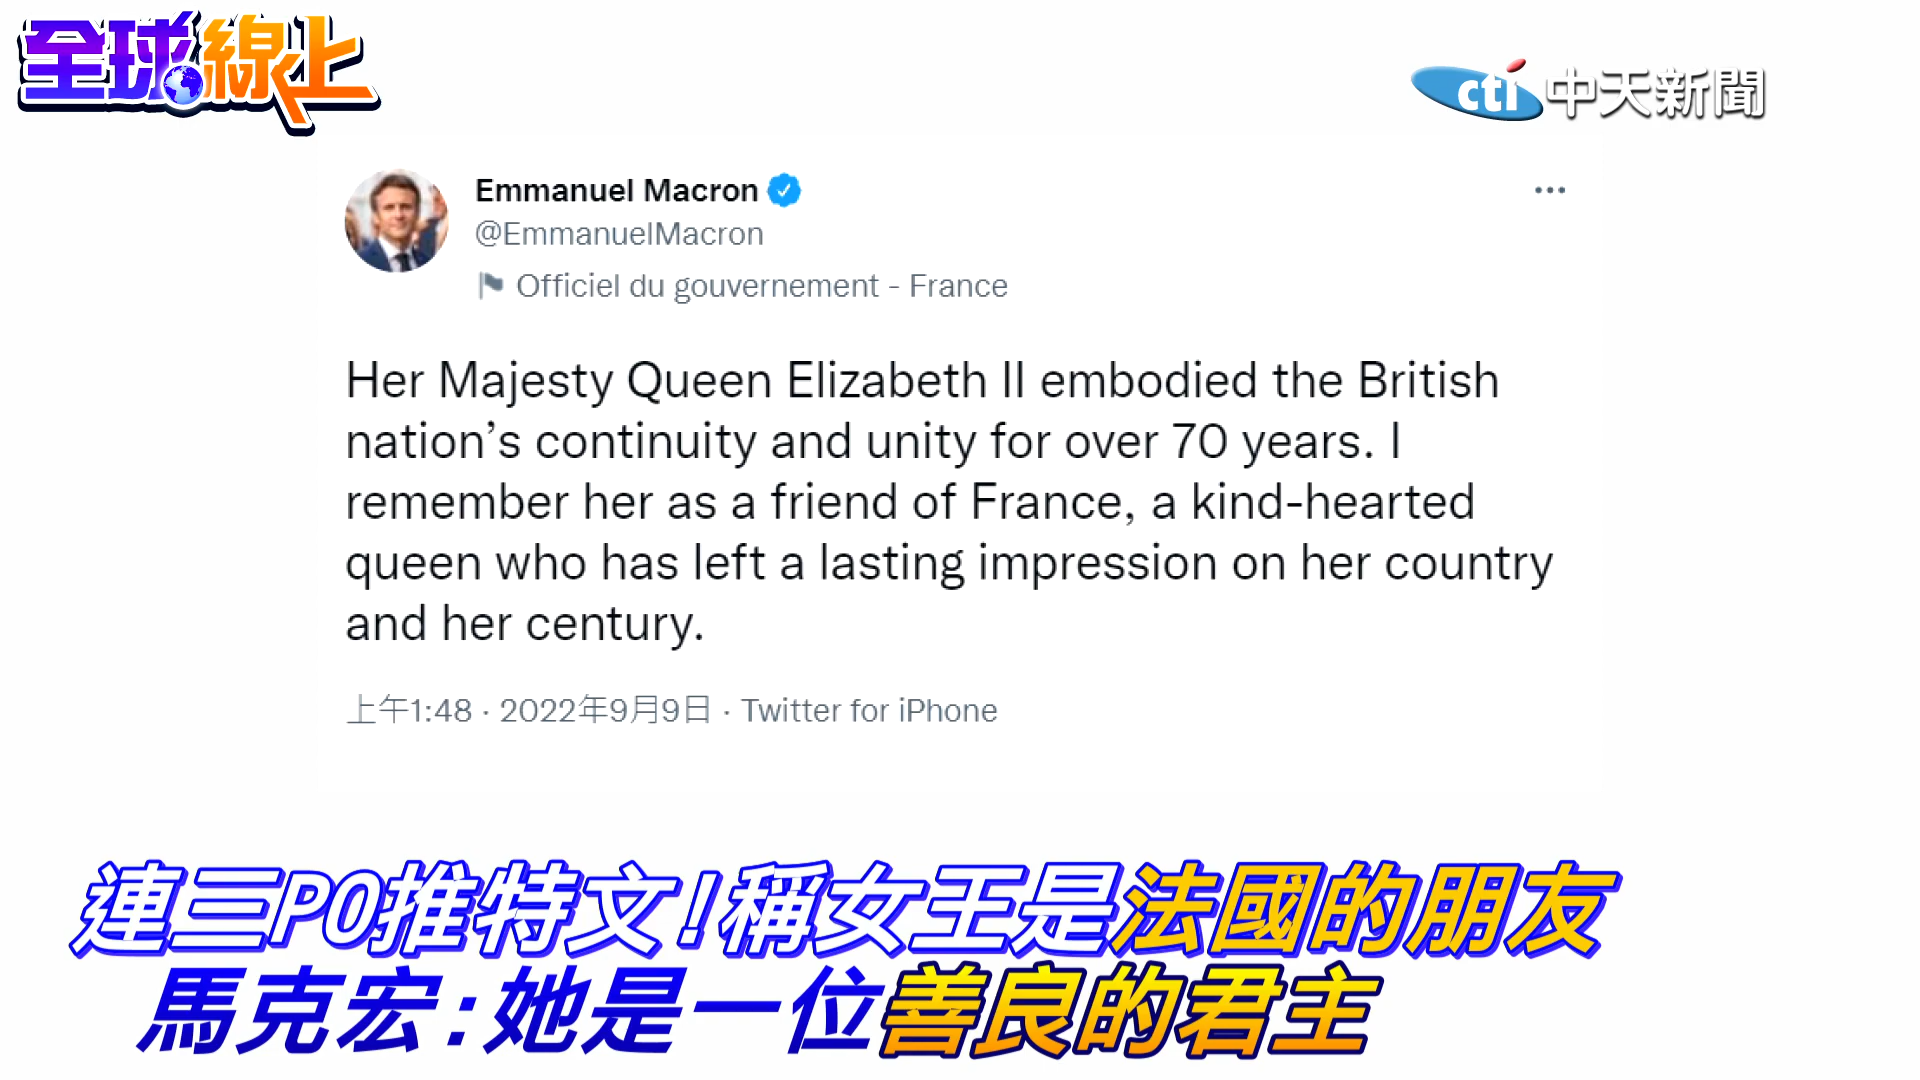 全球線上
cti 中天新聞
Emmanuel Macron
@EmmanuelMacron
Officiel du gouvernement - France
Her Majesty Queen Elizabeth II embodied the British
nation’s continuity and unity for over 70 years. I
remember her as a friend of France, a kind-hearted
queen who has left a lasting impression on her country
and her century.
上午1:48 · 2022年9月9日 · Twitter for iPhone
連三PO推特文!稱女王是法國的朋友
馬克宏:她是一位善良的君主